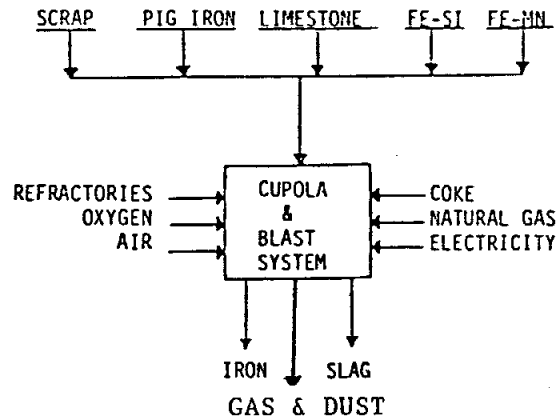 SCRAP PIG IRON LIMESTONE FE-SI FE-MN
REFRACTORIES
OXYGEN
AIR
CUPOLA
&
BLAST
SYSTEM
COKE
NATURAL GAS
ELECTRICITY
IRON SLAG
GAS & DUST